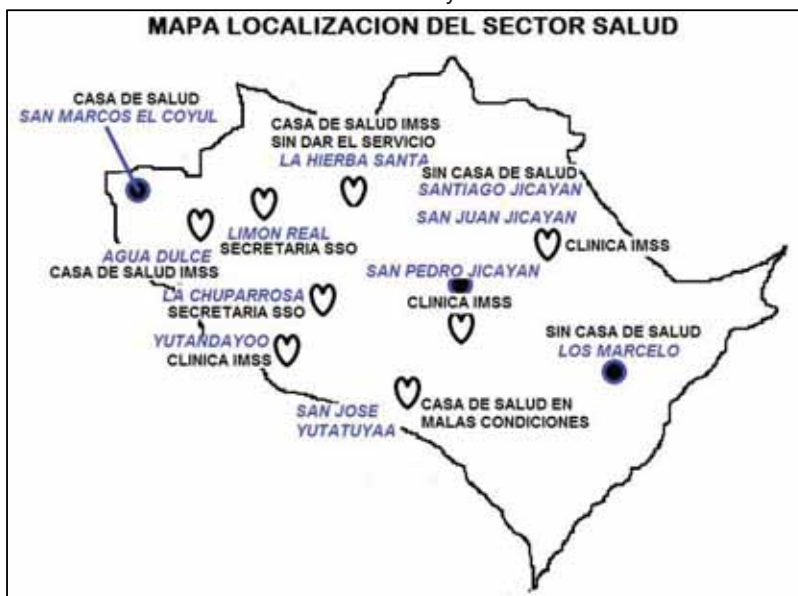 MAPA LOCALIZACION DEL SECTOR SALUD
CASA DE SALUD
SAN MARCOS EL COYUL
CASA DE SALUD IMSS
SIN DAR EL SERVICIO
LA HIERBA SANTA
SIN CASA DE SALUD
SANTIAGO JICAYAN
SAN JUAN JICAYAN
CLINICA IMSS
LIMON REAL
SECRETARIA SSO
AGUA DULCE
CASA DE SALUD IMSS
SAN PEDRO JICAYAN
CLINICA IMSS
LA CHUPARROSA
SECRETARIA SSO
YUTANDAYOO
CLINICA IMSS
SIN CASA DE SALUD
LOS MARCELO
SAN JOSE
YUTATUYAA
CASA DE SALUD EN
MALAS CONDICIONES